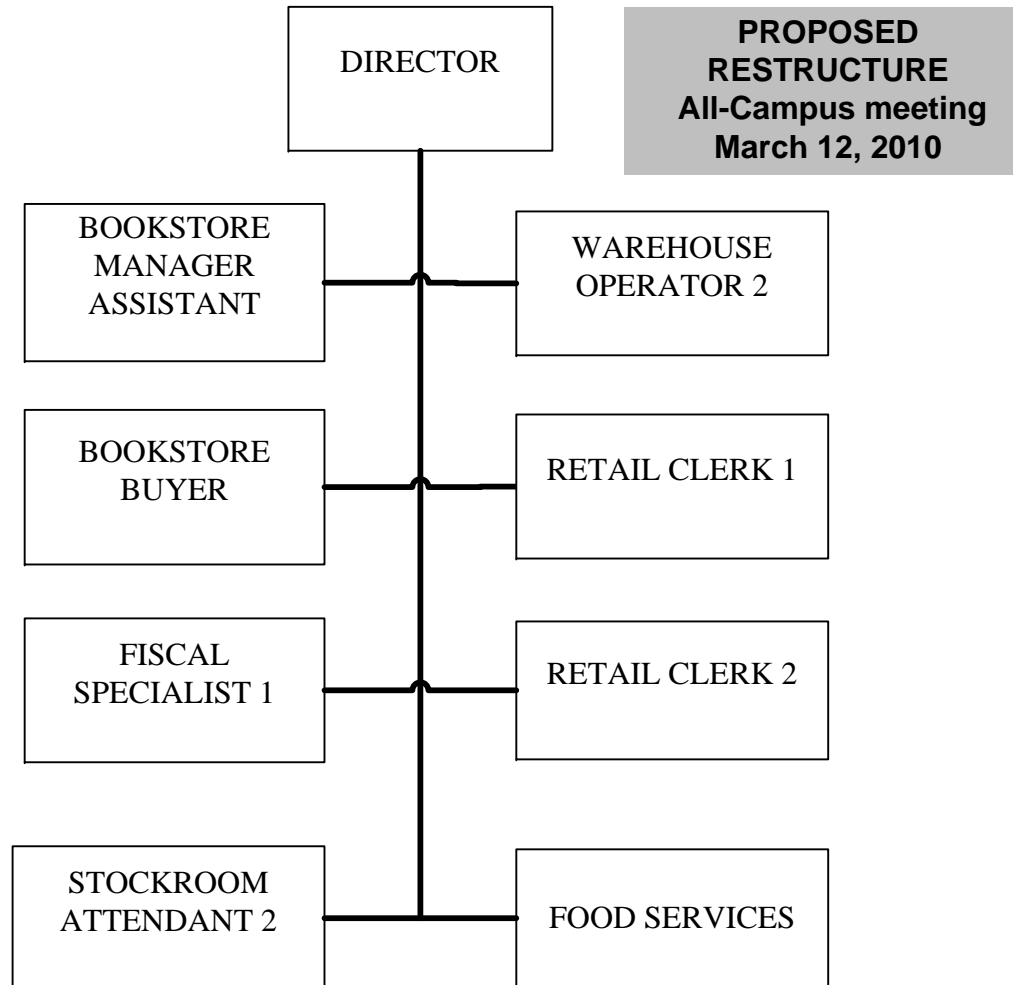 DIRECTOR
PROPOSED
RESTRUCTURE
All-Campus meeting
March 12, 2010
BOOKSTORE
MANAGER
ASSISTANT
WAREHOUSE
OPERATOR 2
BOOKSTORE
BUYER
RETAIL CLERK 1
FISCAL
SPECIALIST 1
RETAIL CLERK 2
STOCKROOM
ATTENDANT 2
FOOD SERVICES